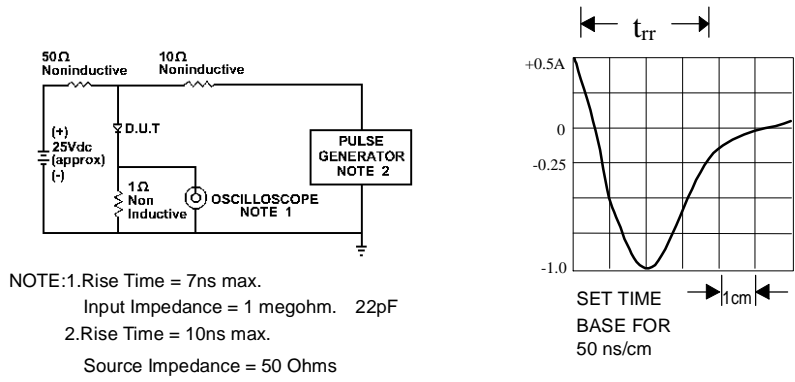 50Ω
Noninductive
10Ω
Noninductive
(+)
25Vdc
(approx)
(-)
D.U.T
1Ω
Non
Inductive
OSCILLOSCOPE
NOTE 1
PULSE
GENERATOR
NOTE 2
NOTE:1.Rise Time = 7ns max.
Input Impedance = 1 megohm. 22pF
2.Rise Time = 10ns max.
Source Impedance = 50 Ohms
trr
+0.5A
0
-0.25
-1.0
1cm
SET TIME
BASE FOR
50 ns/cm